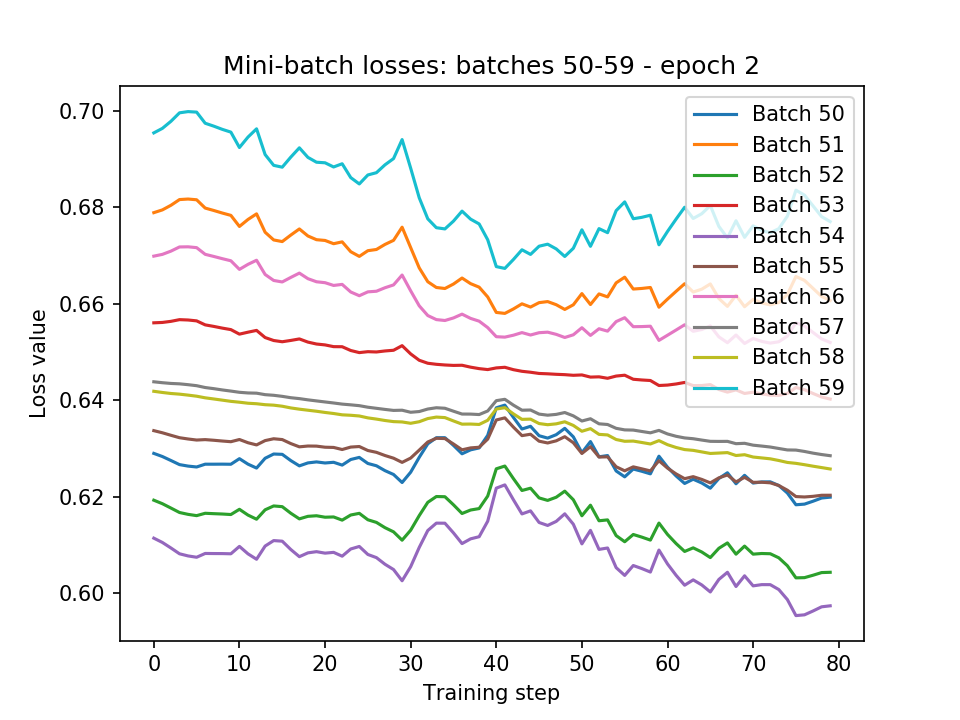 Mini-batch losses: batches 50-59 - epoch 2
0.70
0.68
0.66
0.64
0.62
0.60
Loss value
0
10
20
30
40
50
60
70
80
Training step
Batch 50
Batch 51
Batch 52
Batch 53
Batch 54
Batch 55
Batch 56
Batch 57
Batch 58
Batch 59